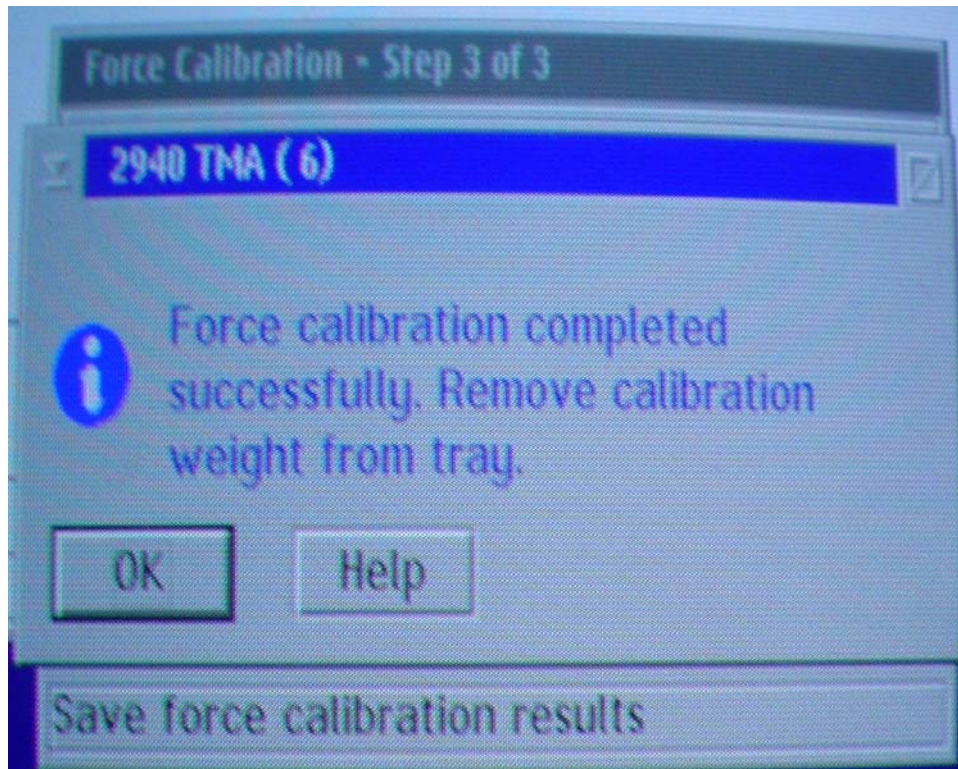 Force Calibration - Step 3 of 3
2940 TMA ( 6)
Force calibration completed
successfully. Remove calibration
weight from tray.
OK
Help
Save force calibration results